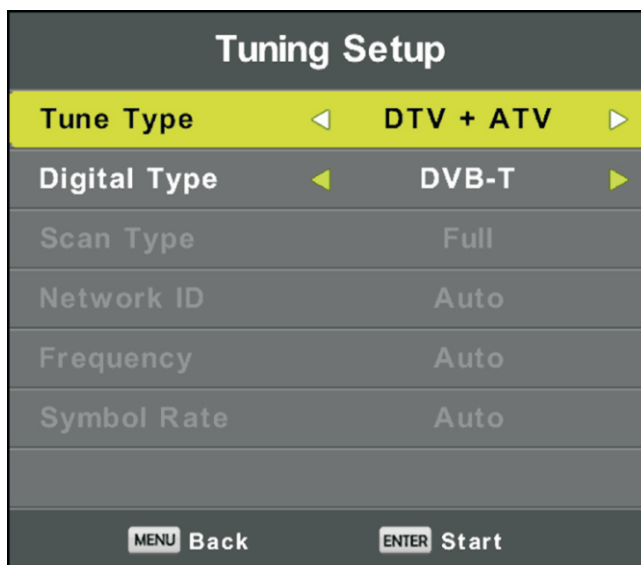 Tuning Setup
Tune Type DTV + ATV
Digital Type DVB-T
Scan Type Full
Network ID Auto
Frequency Auto
Symbol Rate Auto
MENU Back ENTER Start